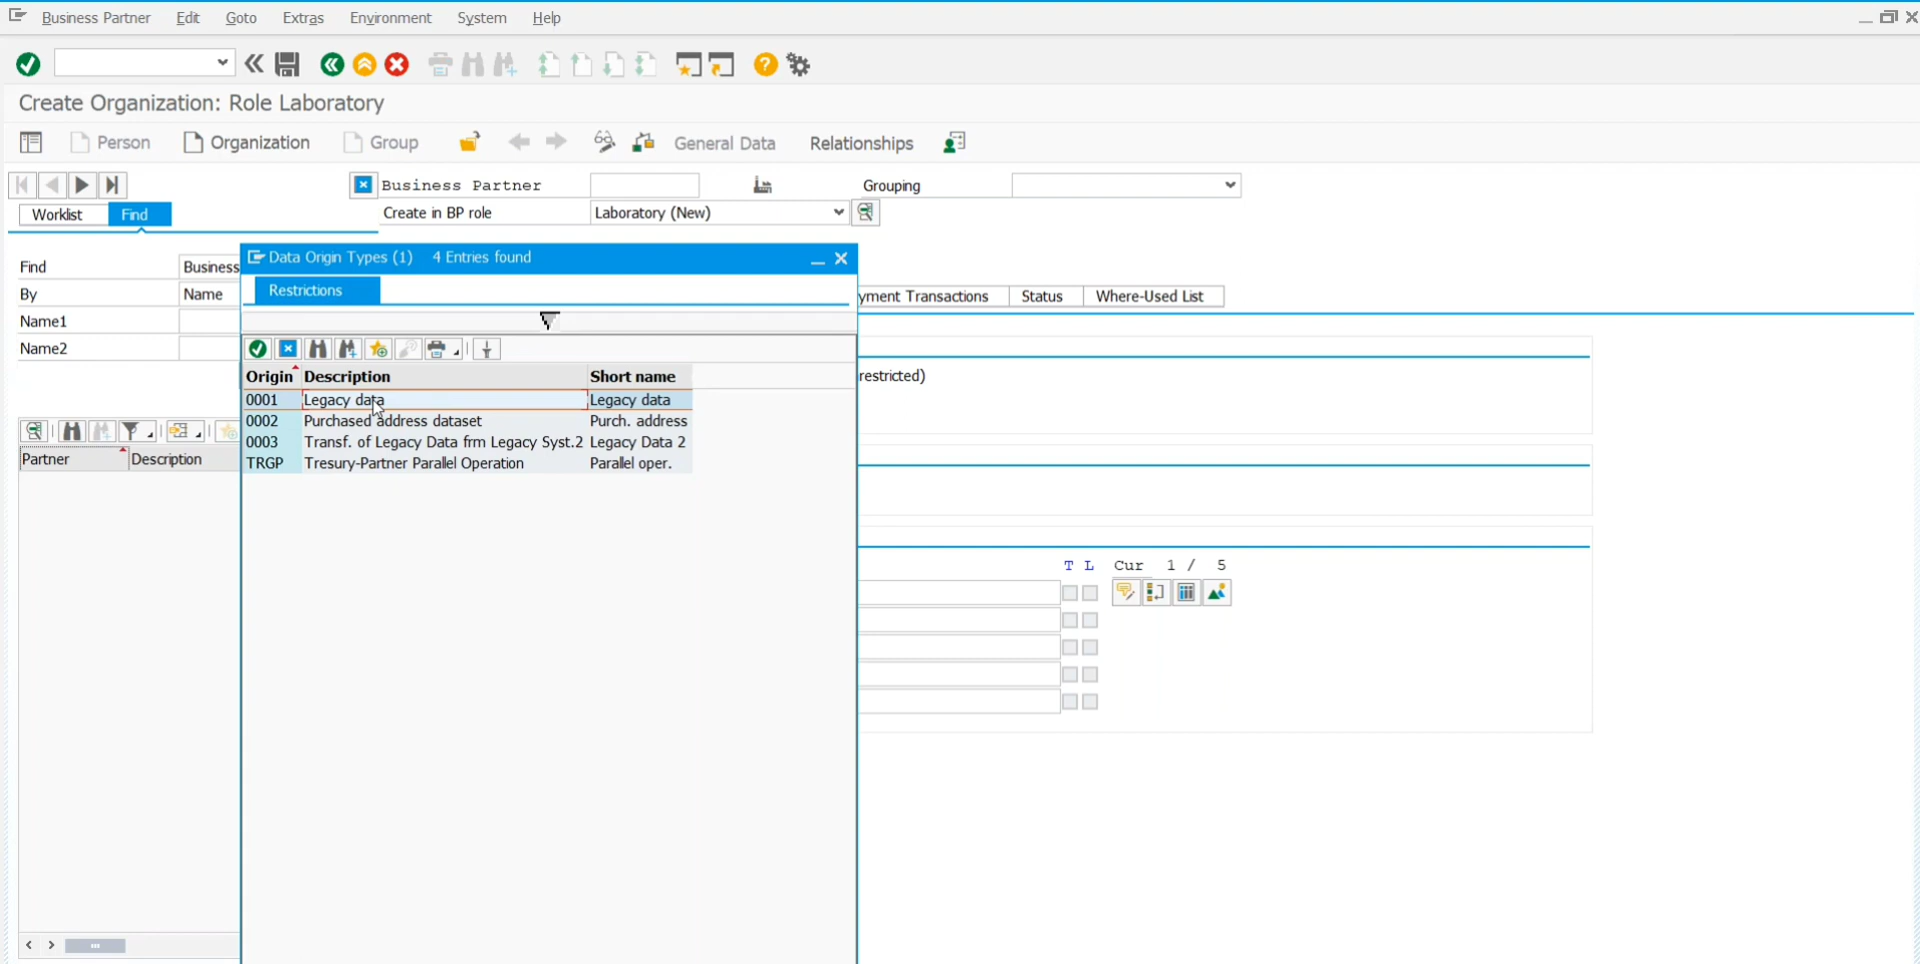 Business Partner Edit Goto Extras Environment System Help
Create Organization: Role Laboratory
Person Organization Group General Data Relationships
Business Partner Grouping
Worklist Find Create in BP role Laboratory (New)
Data Origin Types (1) 4 Entries found
Find Business
Restrictions
By Name
yment Transactions Status Where-Used List
Name1
Name2
Origin Description Short name
restricted)
0001 Legacy data Legacy data
0002 Purchased address dataset Purch. address
0003 Transf. of Legacy Data frm Legacy Syst.2 Legacy Data 2
TRGP Tresury-Partner Parallel Operation Parallel oper.
Partner Description
T L Cur 1 / 5